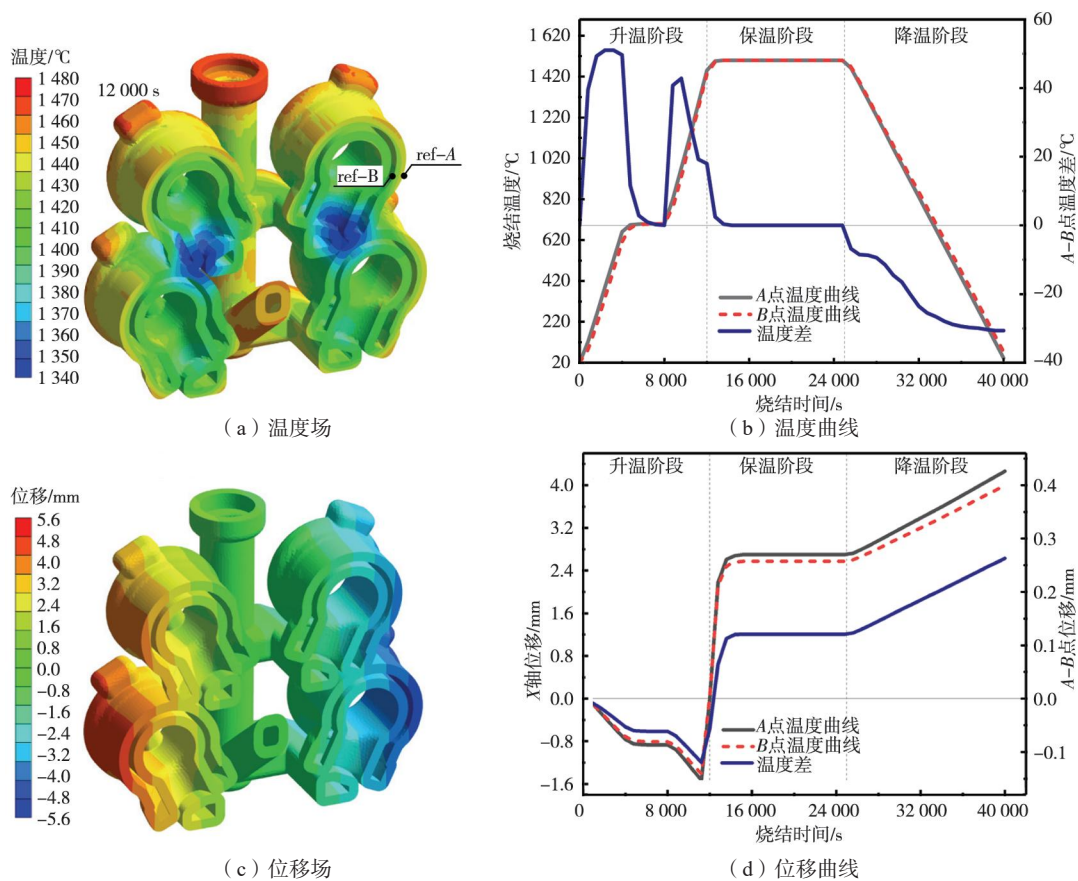 温度/℃
1 480
1 470
1 460
1 450
1 440
1 430
1 420
1 410
1 400
1 390
1 380
1 370
1 360
1 350
1 340
12 000 s
ref-A
ref-B
（a）温度场
升温阶段 保温阶段 降温阶段
烧结温度/℃
1 620
1 420
1 220
1 020
820
620
420
220
20
60
40
20
0
-20
-40
A-B点温度差/℃
A点温度曲线
B点温度曲线
温度差
0 8 000 16 000 24 000 32 000 40 000
烧结时间/s
（b）温度曲线
位移/mm
5.6
4.8
4.0
3.2
2.4
1.6
0.8
0.0
-0.8
-1.6
-2.4
-3.2
-4.0
-4.8
-5.6
（c）位移场
升温阶段 保温阶段 降温阶段
X轴位移/mm
4.0
3.2
2.4
1.6
0.8
0.0
-0.8
-1.6
0.4
0.3
0.2
0.1
0.0
-0.1
A-B点位移/mm
A点温度曲线
B点温度曲线
温度差
0 8 000 16 000 24 000 32 000 40 000
烧结时间/s
（d）位移曲线